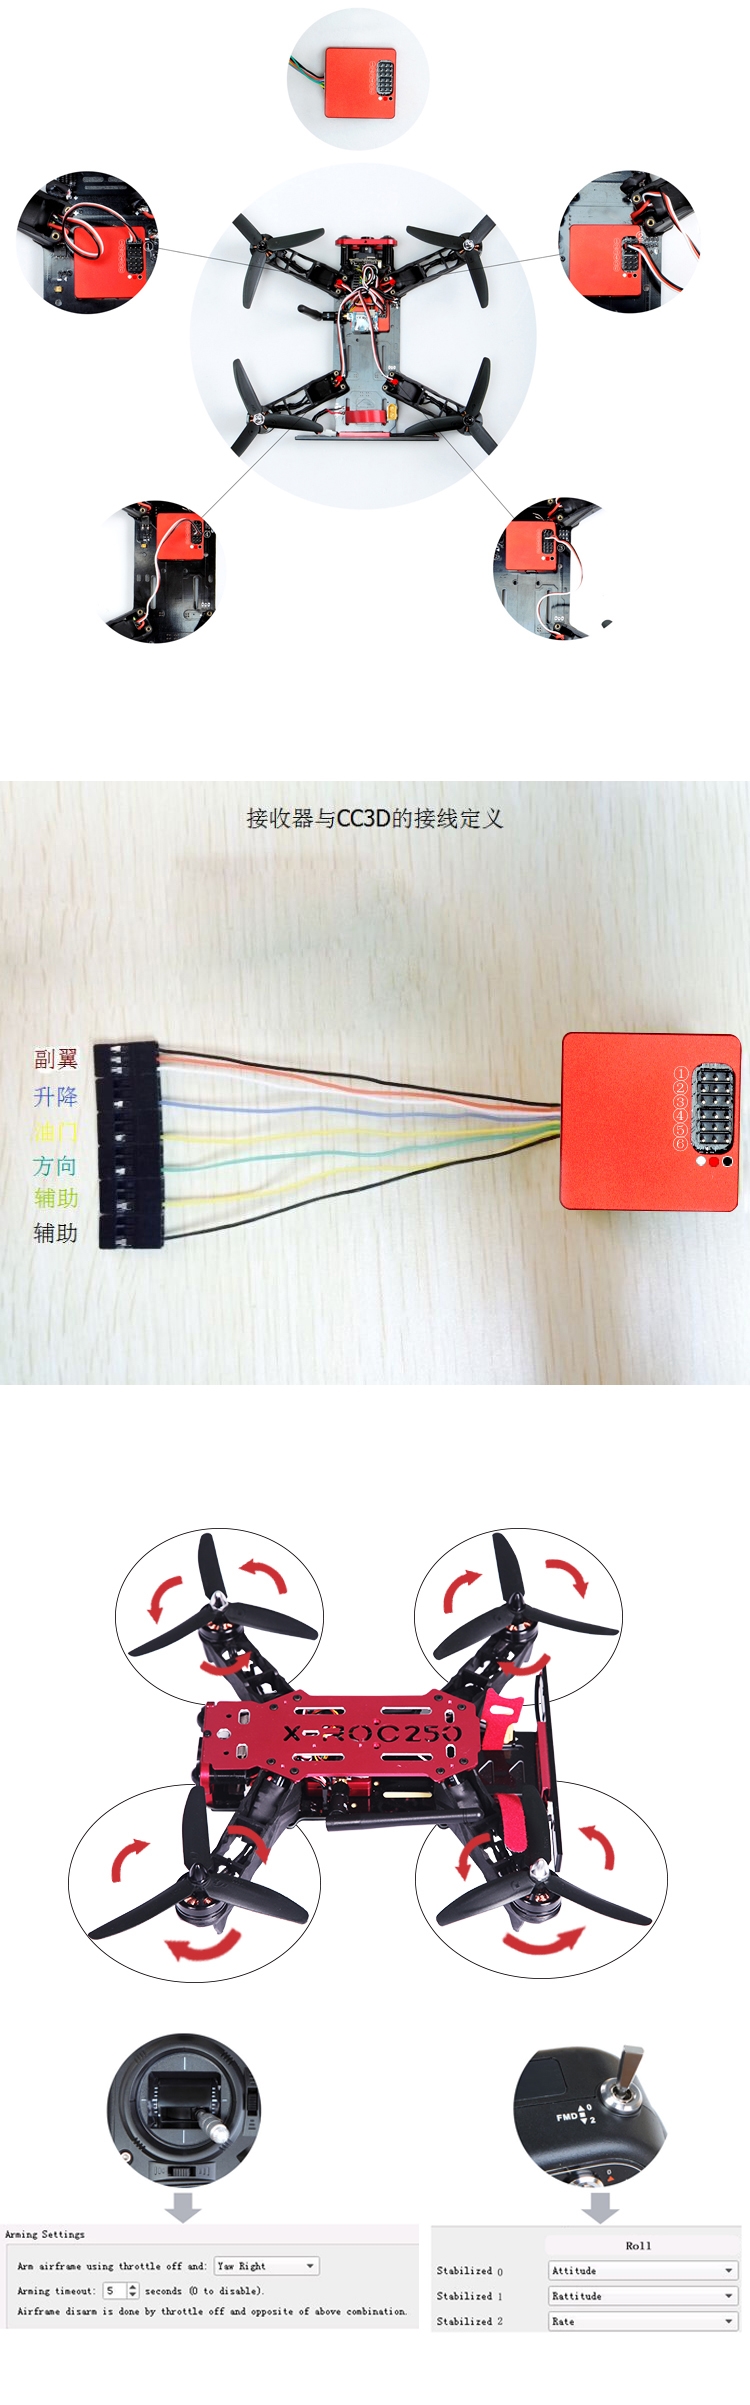 接收器与CC3D的接线定义
副翼
升降
油门
方向
辅助
辅助
①
②
③
④
⑤
⑥
X-ROC250
FMD
0
2
0
Arming Settings
Arm airframe using throttle off and: Yaw Right
Arming timeout: 5 seconds (0 to disable).
Airframe disarm is done by throttle off and opposite of above combination.
Roll
Stabilized 0 Attitude
Stabilized 1 Rattitude
Stabilized 2 Rate